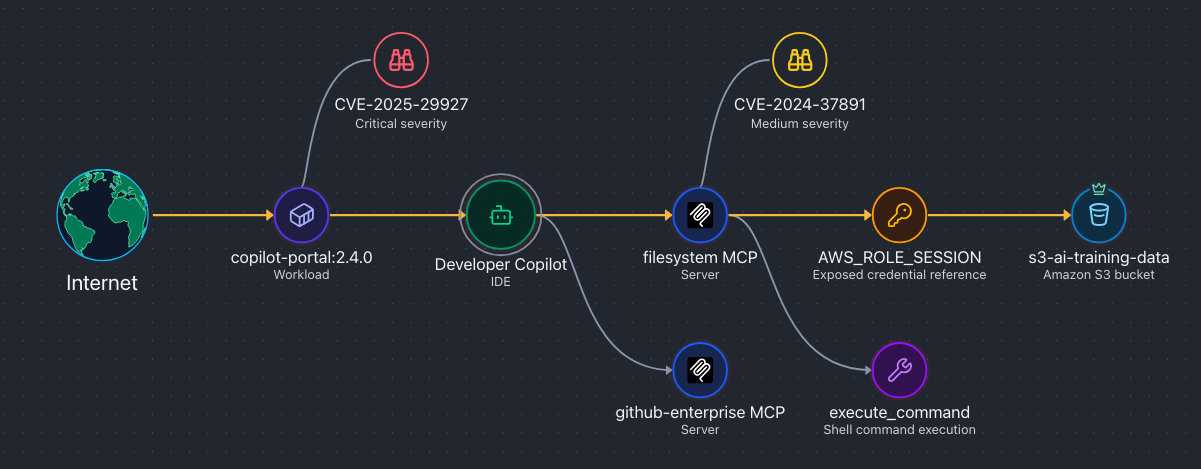 CVE-2025-29927
Critical severity
CVE-2024-37891
Medium severity
Internet
copilot-portal:2.4.0
Workload
Developer Copilot
IDE
filesystem MCP
Server
AWS_ROLE_SESSION
Exposed credential reference
s3-ai-training-data
Amazon S3 bucket
github-enterprise MCP
Server
execute_command
Shell command execution